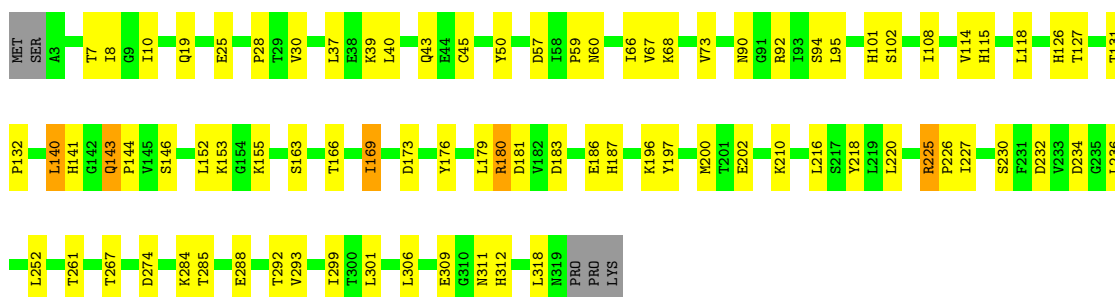 MET SER A3 T7 I8 G9 I10 Q19 E25 P28 T29 V30 L37 E38 K39 L40 Q43 E44 C45 Y50 D57 I58 P59 N60 I66 V67 K68 V73 N90 G91 R92 I93 S94 L95 H101 S102 I108 V114 H115 L118 H126 T127 T131
P132 L140 H141 G142 Q143 P144 V145 S146 L152 K153 G154 K155 S163 T166 I169 D173 Y176 L179 R180 D181 V182 D183 E186 H187 K196 Y197 M200 T201 E202 K210 L216 S217 Y218 L219 L220 R225 P226 I227 S230 F231 D232 V233 D234 G235 L236
L252 T261 T267 D274 K284 T285 E288 T292 V293 I299 T300 L301 L306 E309 G310 N311 H312 L318 N319 PRO PRO LYS